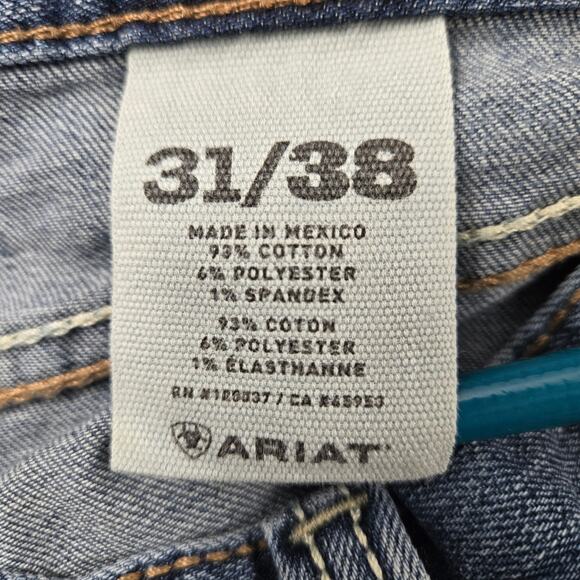 31/38
MADE IN MEXICO
93% COTTON
6% POLYESTER
1% SPANDEX
93% COTON
6% POLYESTER
1% ÉLASTHANNE
RN #128837 / CA #45953
ARIAT